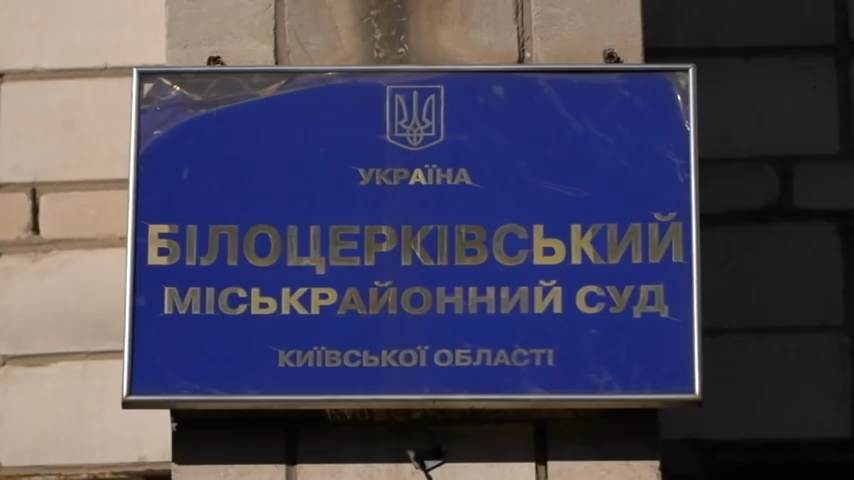 УКРАЇНА
БІЛОЦЕРКІВСЬКИЙ
МІСЬКРАЙОННИЙ СУД
КИЇВСЬКОЇ ОБЛАСТІ